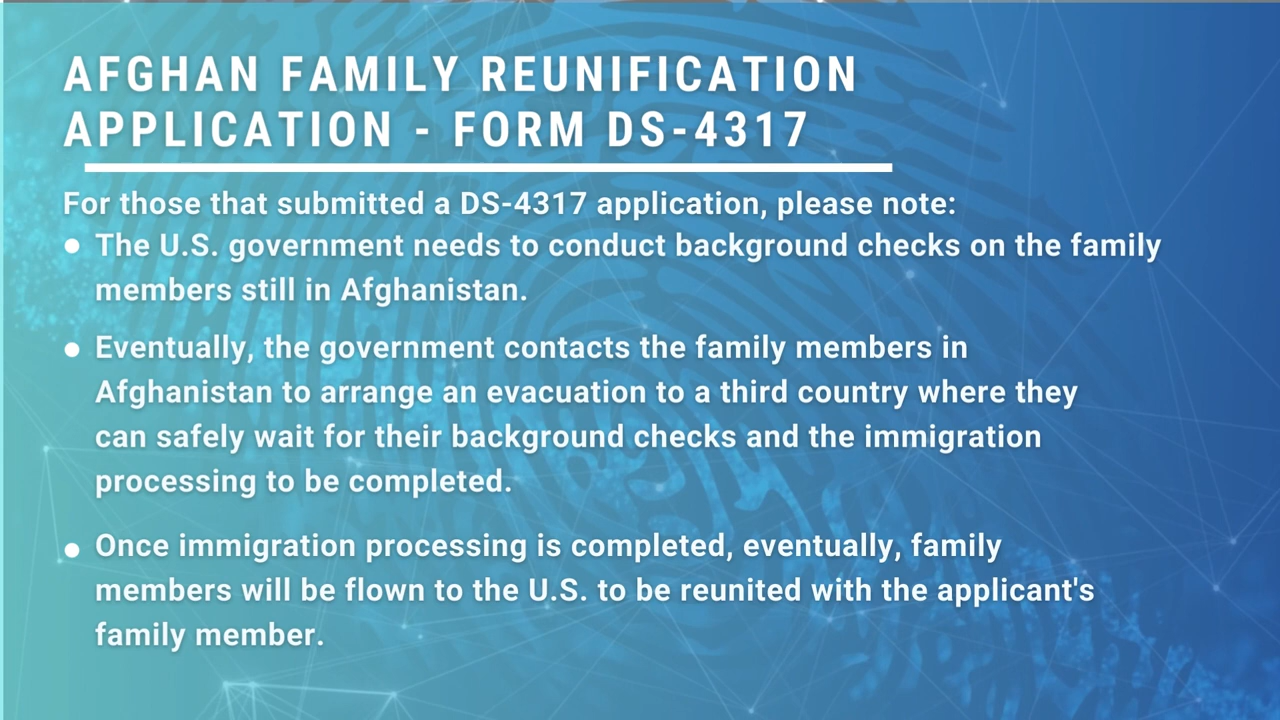 AFGHAN FAMILY REUNIFICATION
APPLICATION - FORM DS-4317
For those that submitted a DS-4317 application, please note:
● The U.S. government needs to conduct background checks on the family
members still in Afghanistan.
● Eventually, the government contacts the family members in
Afghanistan to arrange an evacuation to a third country where they
can safely wait for their background checks and the immigration
processing to be completed.
● Once immigration processing is completed, eventually, family
members will be flown to the U.S. to be reunited with the applicant's
family member.